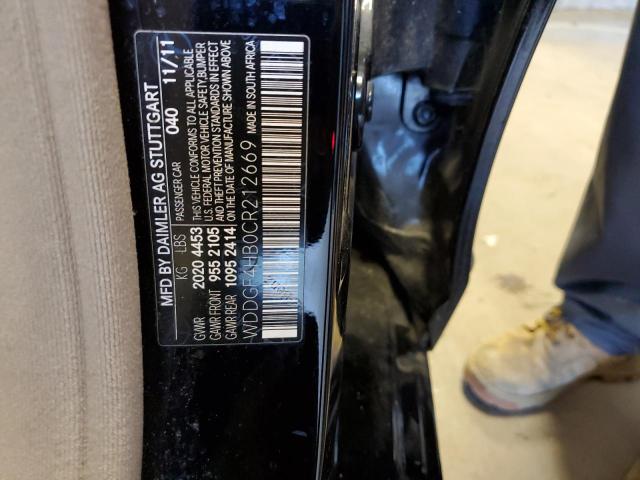 MFD BY DAIMLER AG STUTTGART
040 11/11
PASSENGER CAR
THIS VEHICLE CONFORMS TO ALL APPLICABLE
U.S. FEDERAL MOTOR VEHICLE SAFETY, BUMPER
AND THEFT PREVENTION STANDARDS IN EFFECT
ON THE DATE OF MANUFACTURE SHOWN ABOVE
KG LBS
GVWR 2020 4453
GAWR FRONT 955 2105
GAWR REAR 1095 2414
WDDGF4HB0CR212669
MADE IN SOUTH AFRICA